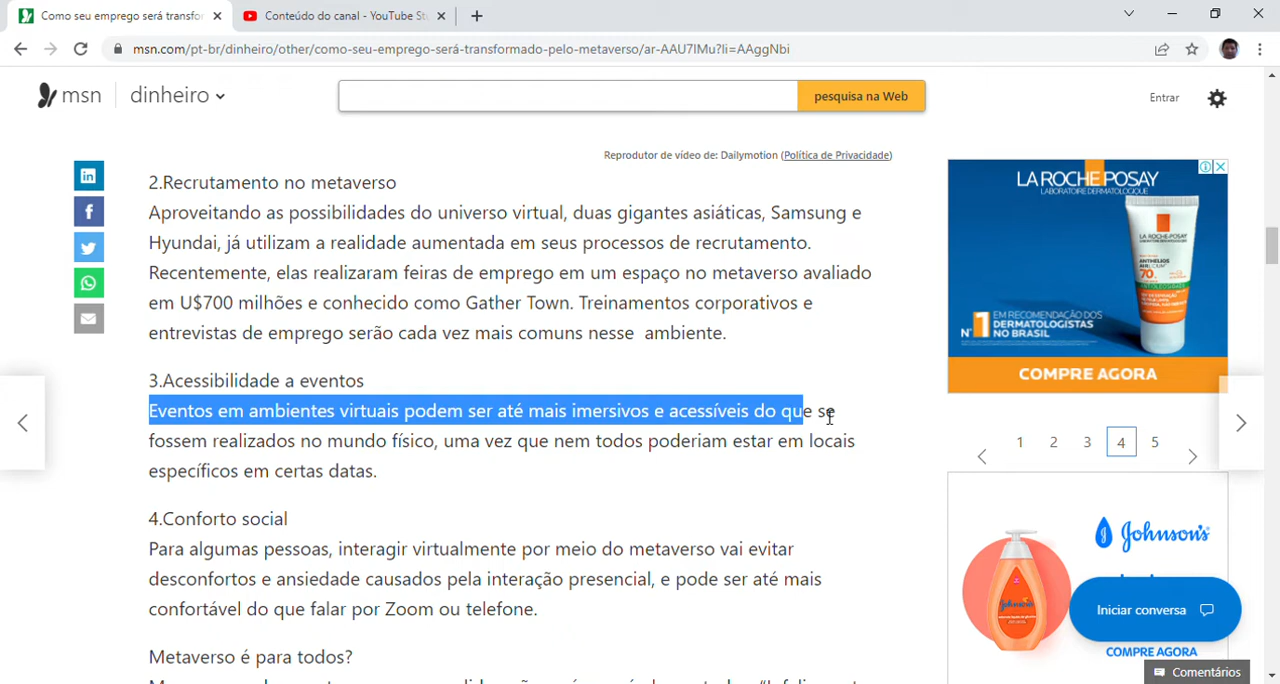 Como seu emprego será transfor
Conteúdo do canal - YouTube St
msn.com/pt-br/dinheiro/other/como-seu-emprego-será-transformado-pelo-metaverso/ar-AAU7IMu?li=AAggNbi
msn dinheiro
pesquisa na Web
Entrar
Reprodutor de vídeo de: Dailymotion (Política de Privacidade)
2.Recrutamento no metaverso
Aproveitando as possibilidades do universo virtual, duas gigantes asiáticas, Samsung e
Hyundai, já utilizam a realidade aumentada em seus processos de recrutamento.
Recentemente, elas realizaram feiras de emprego em um espaço no metaverso avaliado
em U$700 milhões e conhecido como Gather Town. Treinamentos corporativos e
entrevistas de emprego serão cada vez mais comuns nesse  ambiente.
3.Acessibilidade a eventos
Eventos em ambientes virtuais podem ser até mais imersivos e acessíveis do que se
fossem realizados no mundo físico, uma vez que nem todos poderiam estar em locais
específicos em certas datas.
4.Conforto social
Para algumas pessoas, interagir virtualmente por meio do metaverso vai evitar
desconfortos e ansiedade causados pela interação presencial, e pode ser até mais
confortável do que falar por Zoom ou telefone.
Metaverso é para todos?
LA ROCHE POSAY
LABORATOIRE DERMATOLOGIQUE
LA ROCHE-POSAY
ANTHELIOS
70
Nº1 EM RECOMENDAÇÃO DOS
DERMATOLOGISTAS
NO BRASIL
COMPRE AGORA
1 2 3 4 5
Johnson's
Iniciar conversa
COMPRE AGORA
Comentários